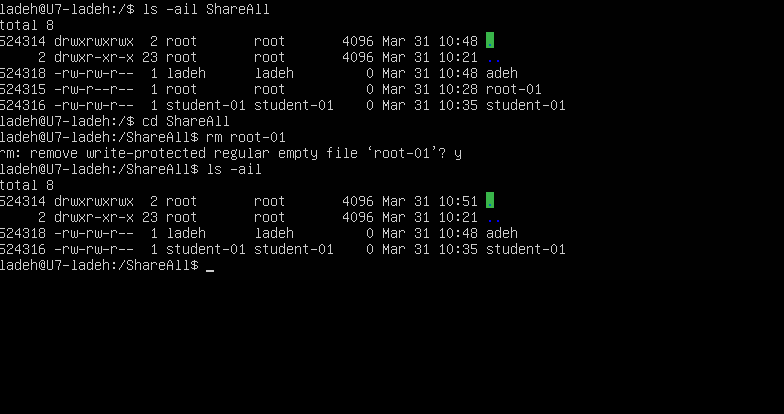 ladeh@U7-ladeh:/$ ls -ail ShareAll
total 8
524314 drwxrwxrwx  2 root       root       4096 Mar 31 10:48 .
     2 drwxr-xr-x 23 root       root       4096 Mar 31 10:21 ..
524318 -rw-rw-r--  1 ladeh      ladeh         0 Mar 31 10:48 adeh
524315 -rw-r--r--  1 root       root          0 Mar 31 10:28 root-01
524316 -rw-rw-r--  1 student-01 student-01    0 Mar 31 10:35 student-01
ladeh@U7-ladeh:/$ cd ShareAll
ladeh@U7-ladeh:/ShareAll$ rm root-01
rm: remove write-protected regular empty file ‘root-01’? y
ladeh@U7-ladeh:/ShareAll$ ls -ail
total 8
524314 drwxrwxrwx  2 root       root       4096 Mar 31 10:51 .
     2 drwxr-xr-x 23 root       root       4096 Mar 31 10:21 ..
524318 -rw-rw-r--  1 ladeh      ladeh         0 Mar 31 10:48 adeh
524316 -rw-rw-r--  1 student-01 student-01    0 Mar 31 10:35 student-01
ladeh@U7-ladeh:/ShareAll$ _